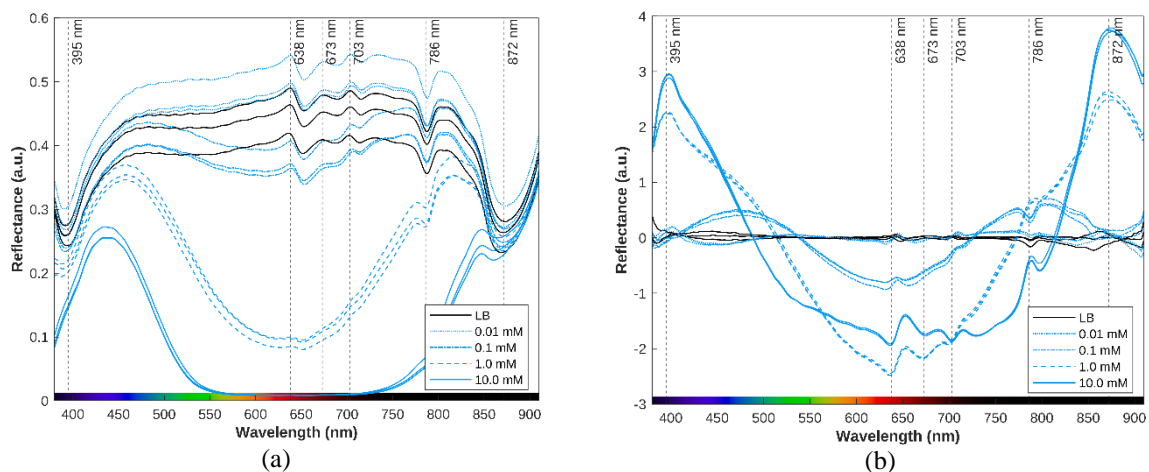 0.6
0.5
0.4
0.3
0.2
0.1
0
Reflectance (a.u.)
395 nm
638 nm
673 nm
703 nm
786 nm
872 nm
LB
0.01 mM
0.1 mM
1.0 mM
10.0 mM
400 450 500 550 600 650 700 750 800 850 900
Wavelength (nm)
(a)
4
3
2
1
0
-1
-2
-3
Reflectance (a.u.)
395 nm
638 nm
673 nm
703 nm
786 nm
872 nm
LB
0.01 mM
0.1 mM
1.0 mM
10.0 mM
400 450 500 550 600 650 700 750 800 850 900
Wavelength (nm)
(b)